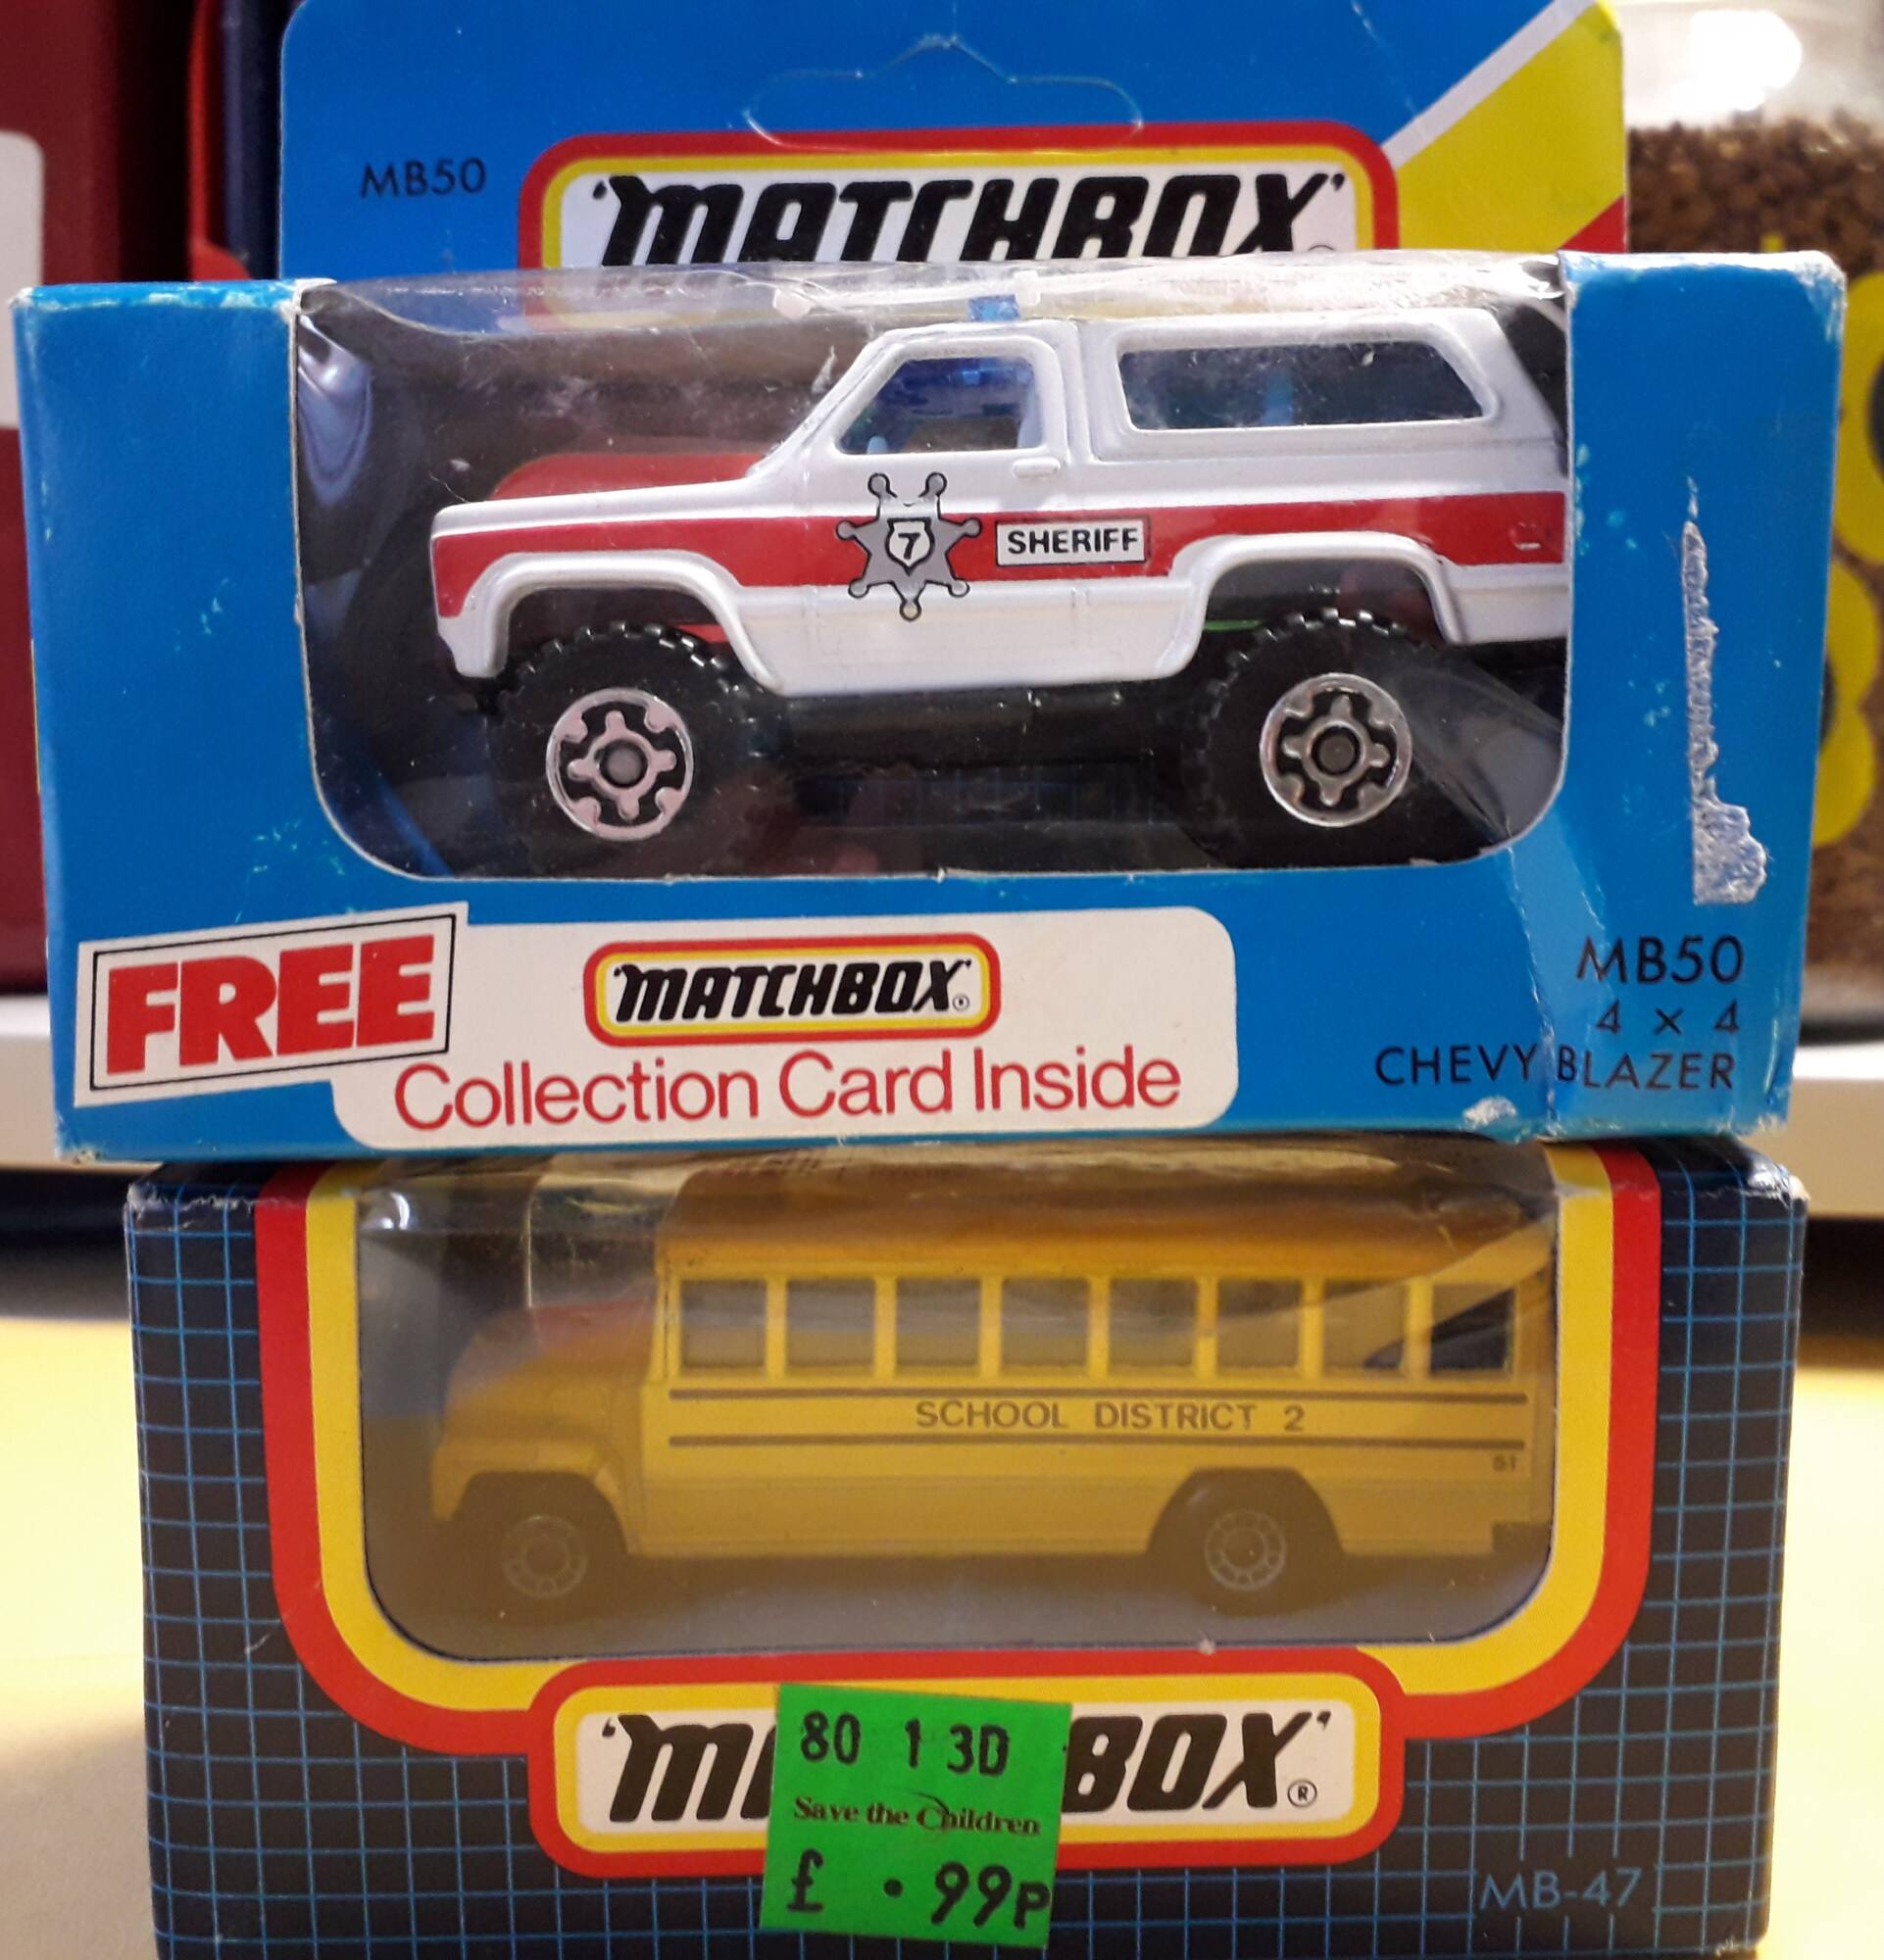 MB50
'MATCHBOX'
7
SHERIFF
FREE
'MATCHBOX'®
Collection Card Inside
MB50
4 x 4
CHEVY BLAZER
SCHOOL DISTRICT 2
51
'M BOX'®
80 1 3D
Save the Children
£ .99P
MB-47